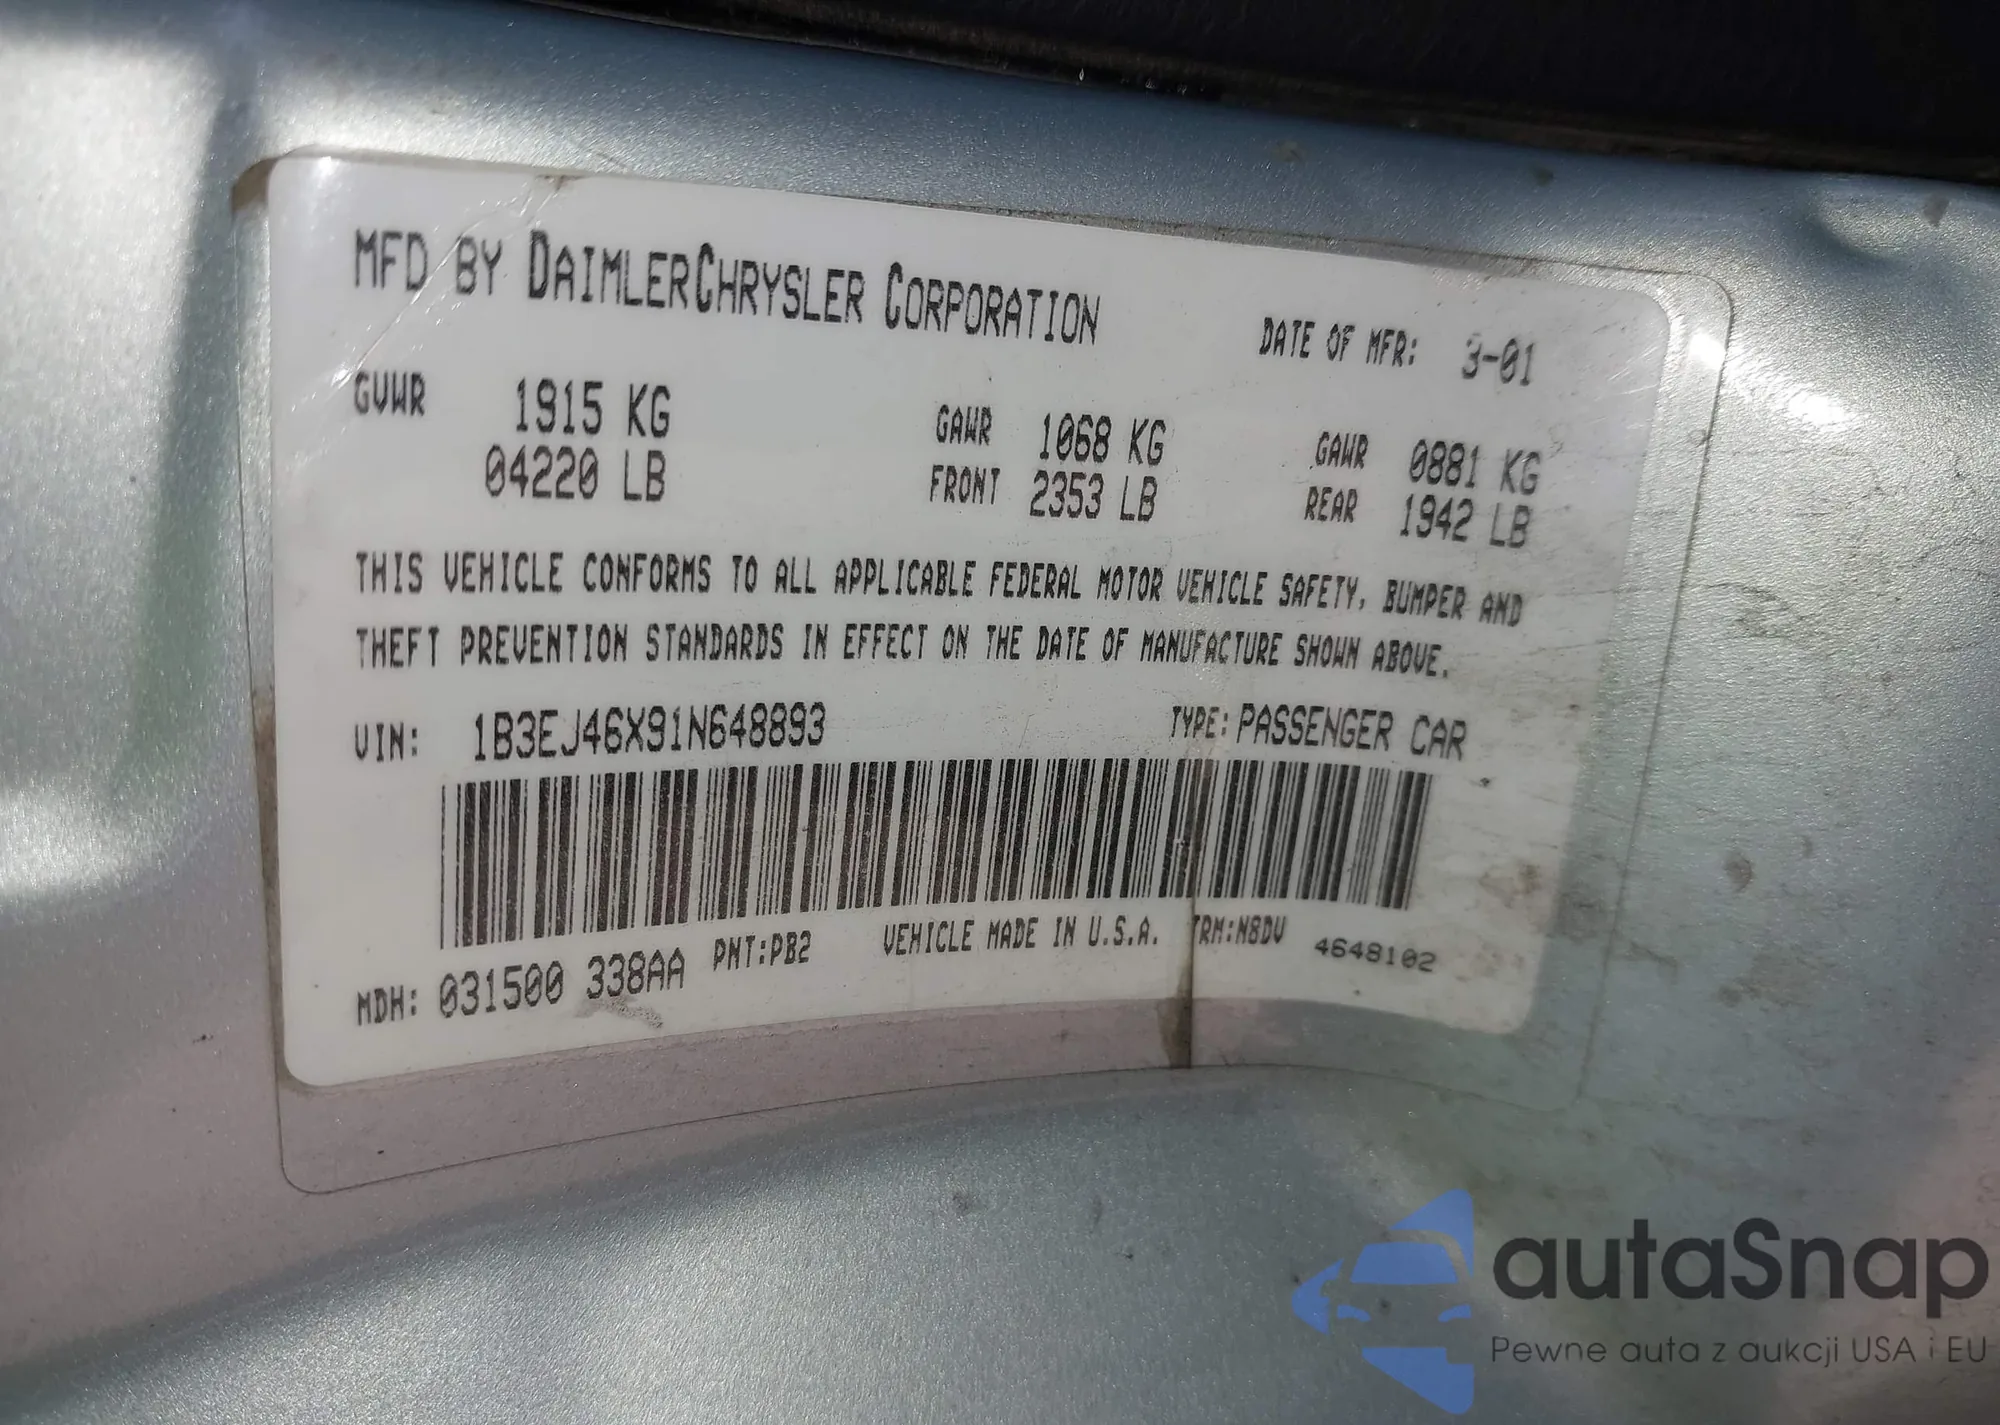 MFD BY DAIMLERCHRYSLER CORPORATION
DATE OF MFR: 3-01
GVWR 1915 KG
04220 LB
GAWR 1068 KG
FRONT 2353 LB
GAWR 0881 KG
REAR 1942 LB
THIS VEHICLE CONFORMS TO ALL APPLICABLE FEDERAL MOTOR VEHICLE SAFETY, BUMPER AND
THEFT PREVENTION STANDARDS IN EFFECT ON THE DATE OF MANUFACTURE SHOWN ABOVE.
VIN: 1B3EJ46X91N648893
TYPE: PASSENGER CAR
MDH: 031500 338AA PNT:PB2 VEHICLE MADE IN U.S.A. TRM:N8DV 4648102
autaSnap
Pewne auta z aukcji USA i EU